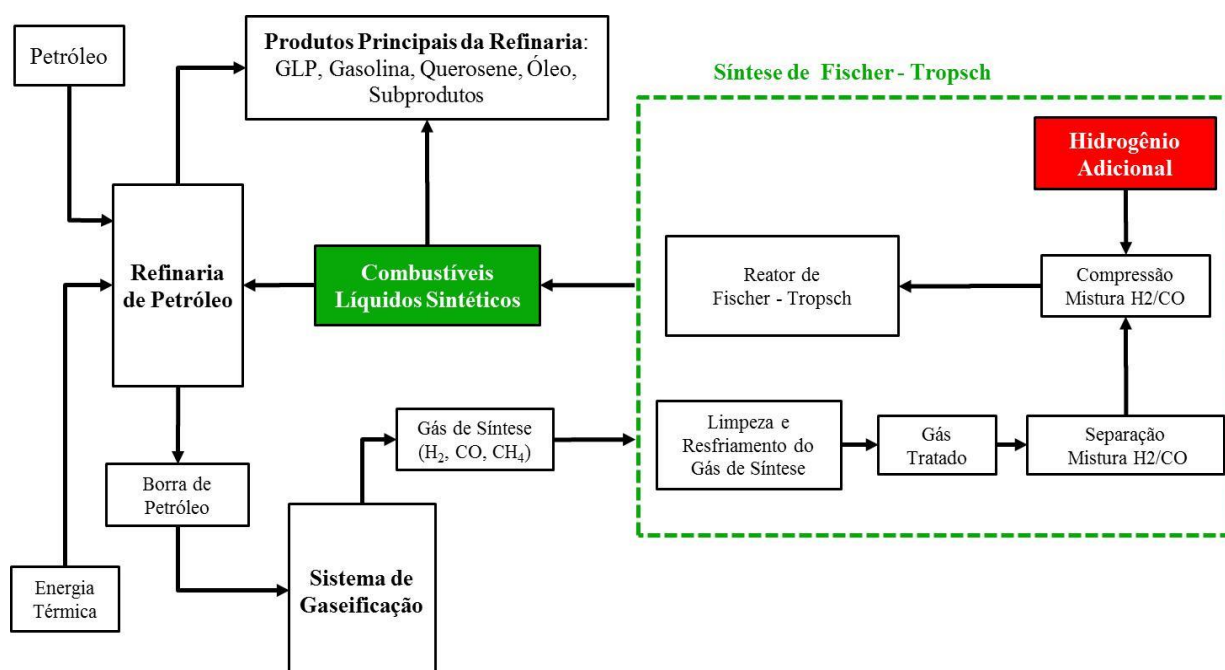 Petróleo
Produtos Principais da Refinaria:
GLP, Gasolina, Querosene, Óleo,
Subprodutos
Síntese de Fischer - Tropsch
Hidrogênio
Adicional
Refinaria
de Petróleo
Combustíveis
Líquidos Sintéticos
Reator de
Fischer - Tropsch
Compressão
Mistura H2/CO
Gás de Síntese
(H₂, CO, CH₄)
Limpeza e
Resfriamento do
Gás de Síntese
Gás
Tratado
Separação
Mistura H2/CO
Borra de
Petróleo
Sistema de
Gaseificação
Energia
Térmica